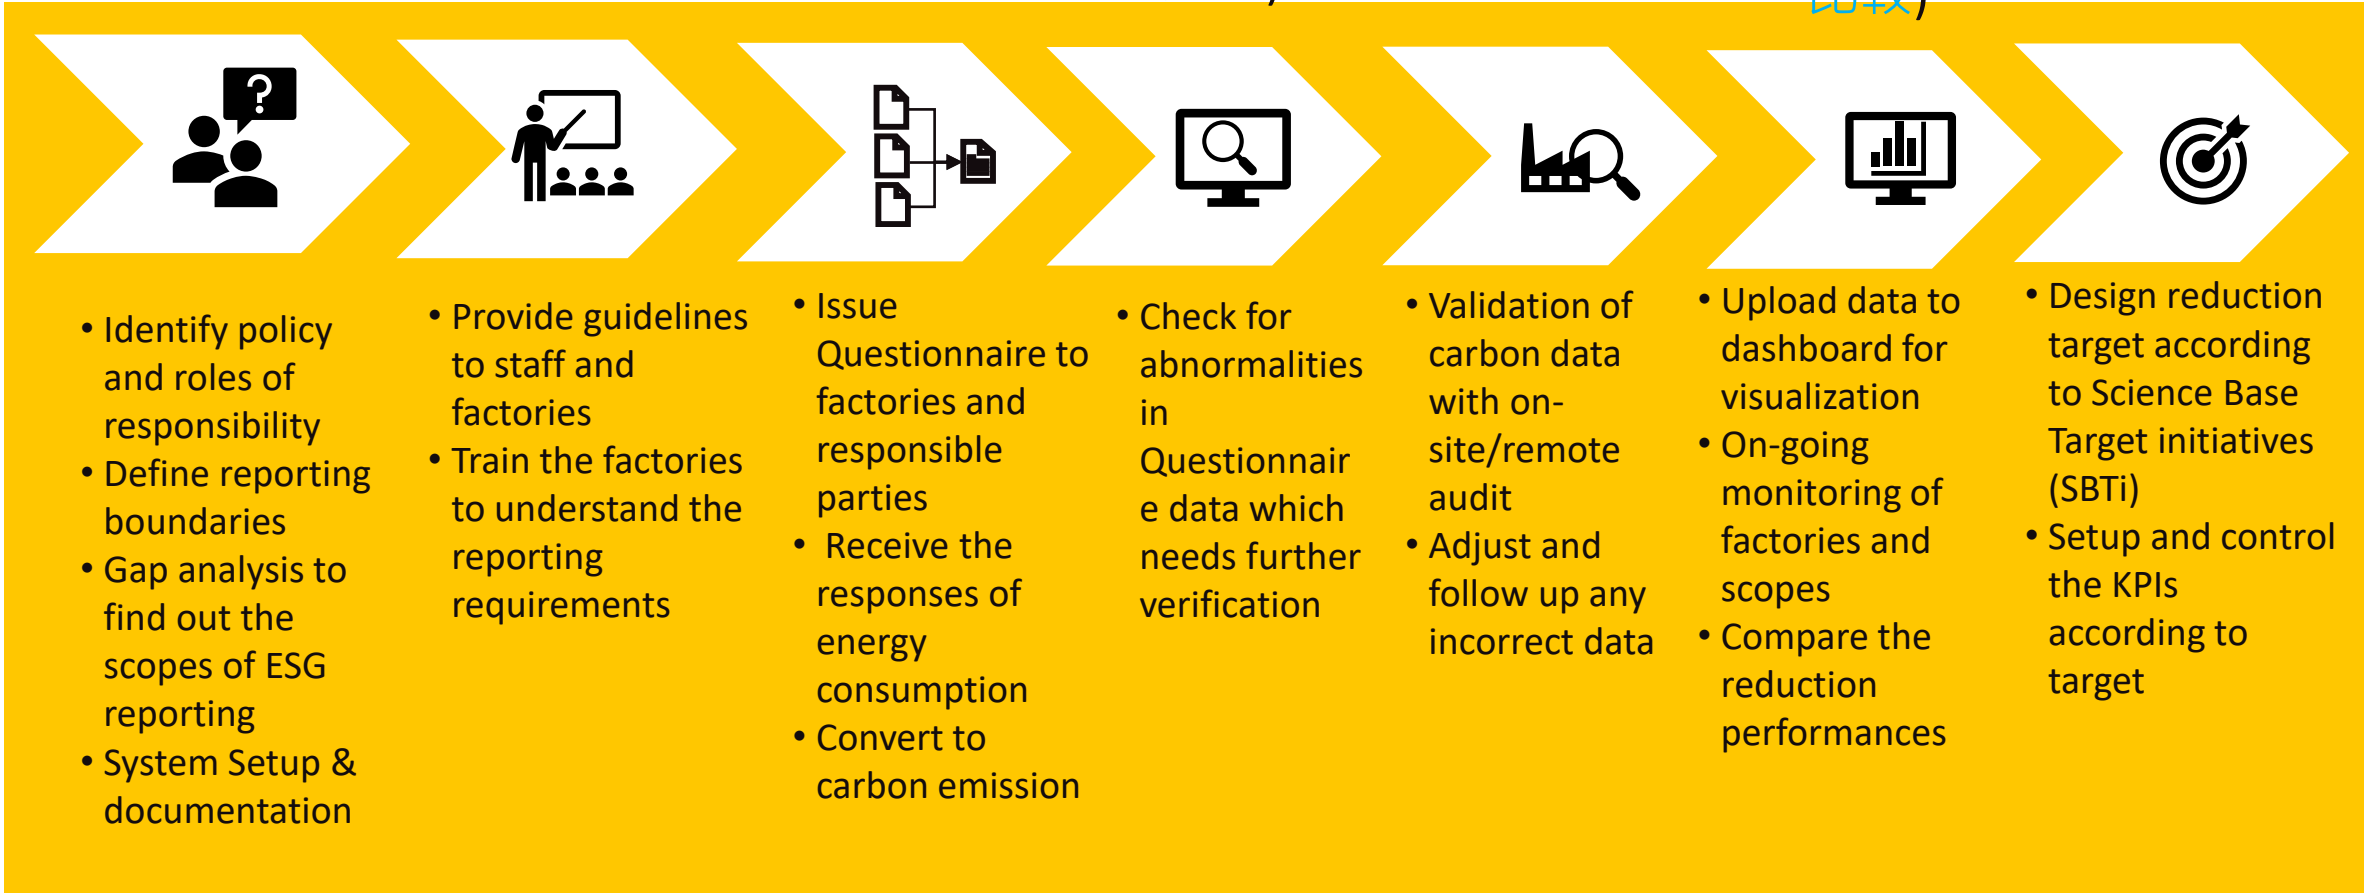 比較)
?
• Identify policy
and roles of
responsibility
• Define reporting
boundaries
• Gap analysis to
find out the
scopes of ESG
reporting
• System Setup &
documentation
• Provide guidelines
to staff and
factories
• Train the factories
to understand the
reporting
requirements
• Issue
Questionnaire to
factories and
responsible
parties
• Receive the
responses of
energy
consumption
• Convert to
carbon emission
• Check for
abnormalities
in
Questionnair
e data which
needs further
verification
• Validation of
carbon data
with on-
site/remote
audit
• Adjust and
follow up any
incorrect data
• Upload data to
dashboard for
visualization
• On-going
monitoring of
factories and
scopes
• Compare the
reduction
performances
• Design reduction
target according
to Science Base
Target initiatives
(SBTi)
• Setup and control
the KPIs
according to
target